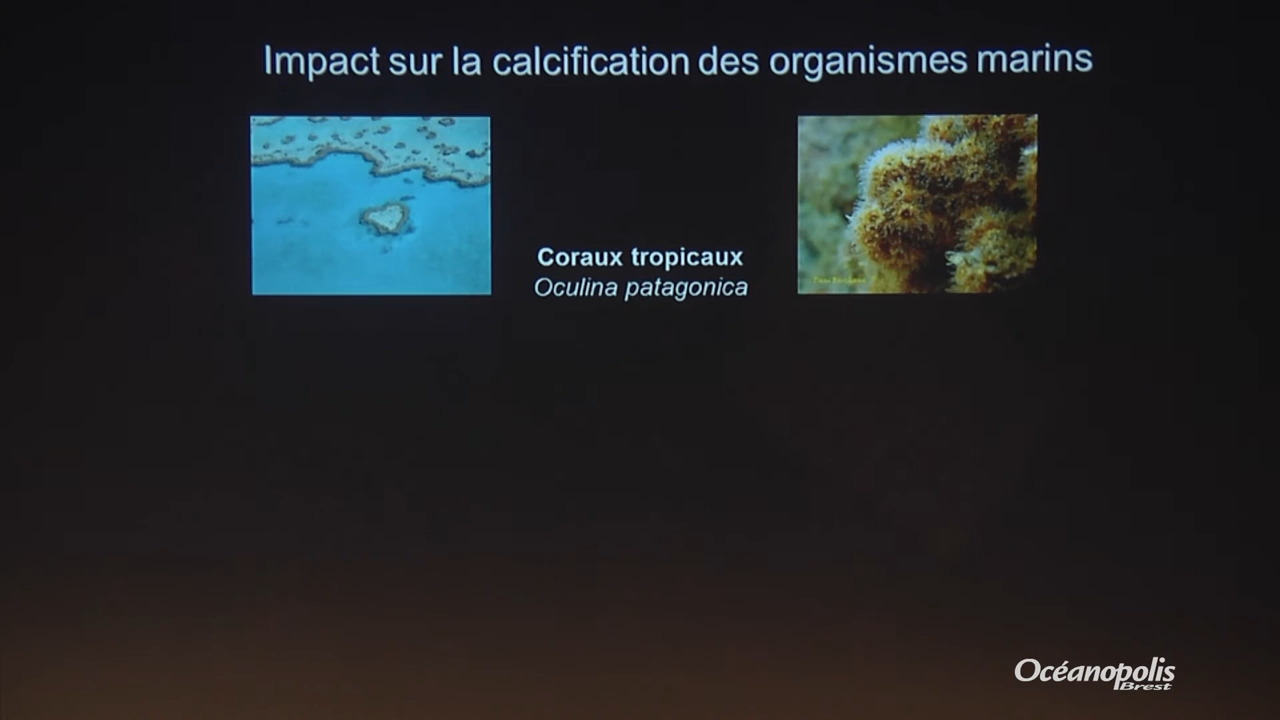 Impact sur la calcification des organismes marins
Coraux tropicaux
Oculina patagonica
Océanopolis
Brest